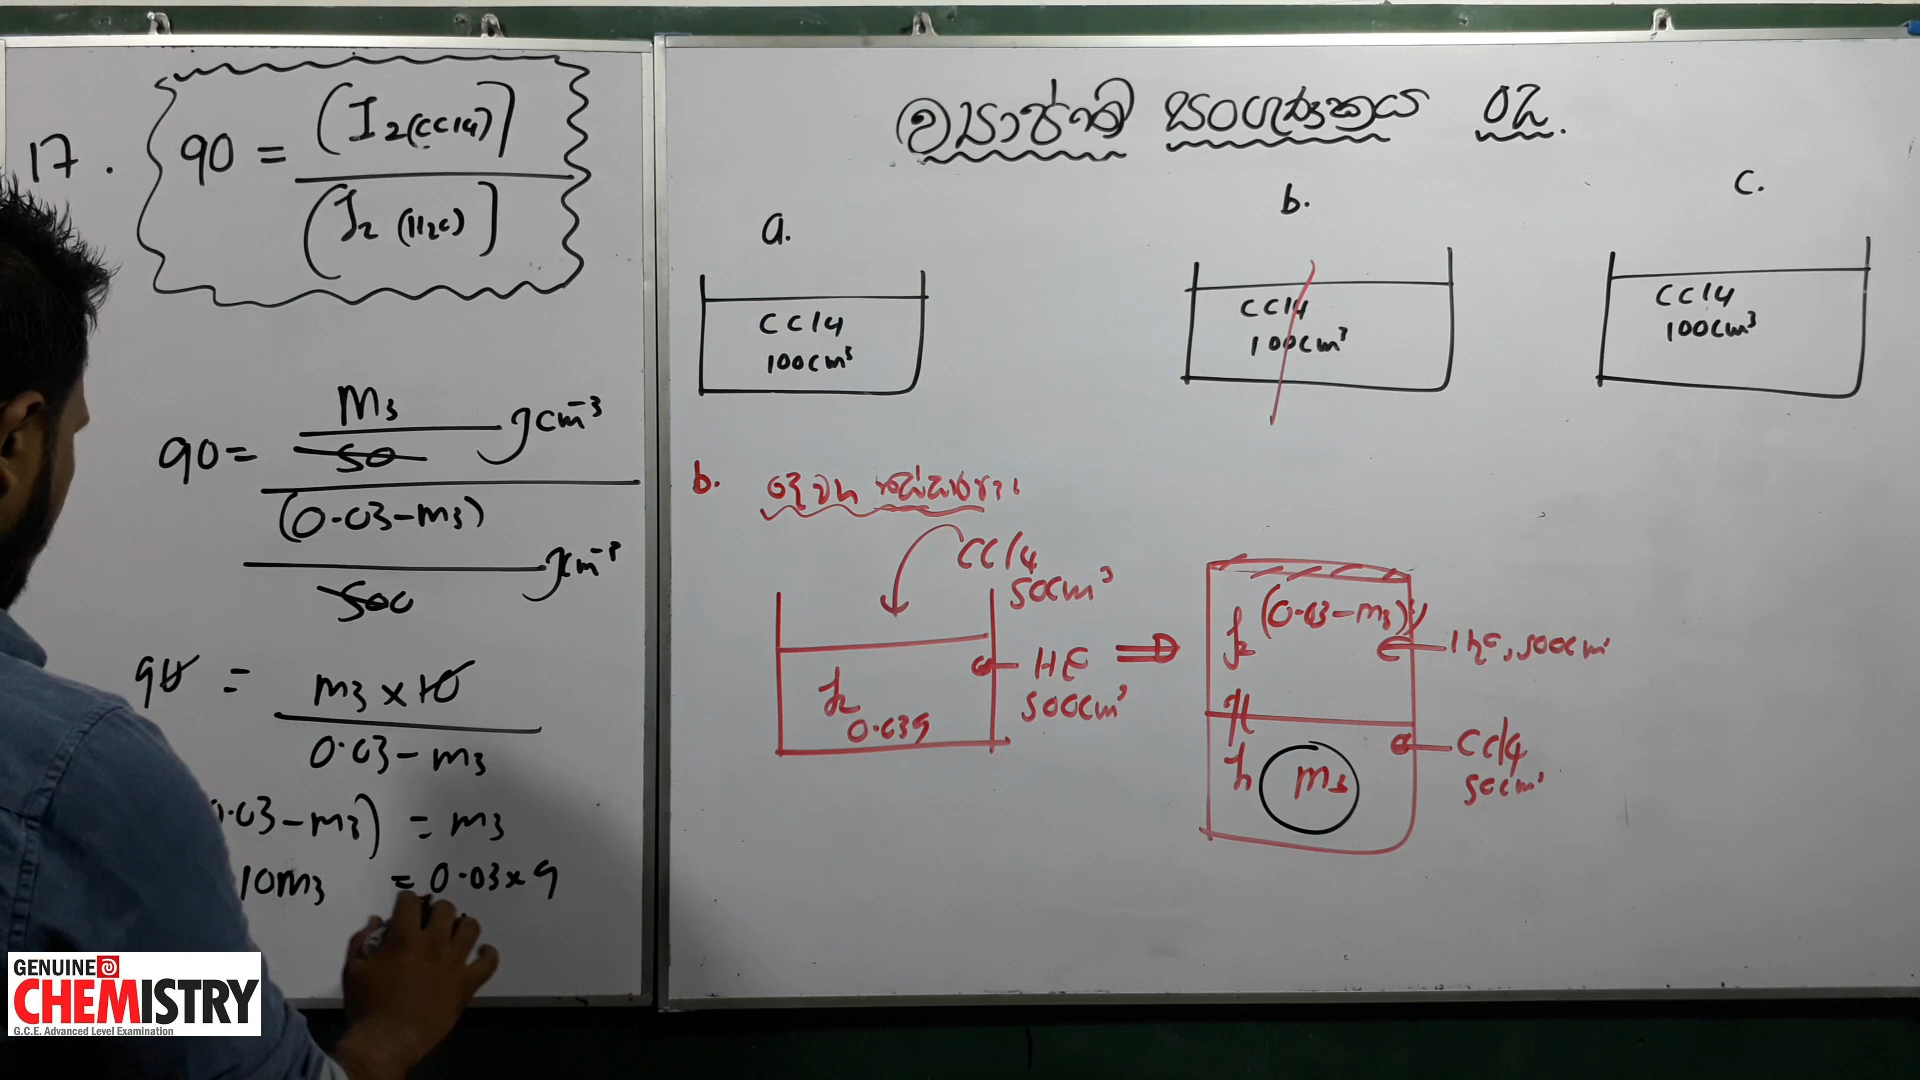 17.
90 = (I2(CCl4)]
(I2 (H2O)]
90 = m3 gcm-3
50
(0.03-m3) gcm-3
500
90 = m3 × 10
0.03-m3
0.03-m3) = m3
10m3 = 0.03×9
ව්‍යාප්ති සංගුණකය KD.
a.
CCl4
100cm3
b.
CCl4
100cm3
c.
CCl4
100cm3
b.
CCl4
50cm3
H2O
500cm3
I2
0.03g
I2 (0.03-m3)
H2O, 500cm3
I2
m3
CCl4
50cm3
GENUINE
CHEMISTRY
G.C.E. Advanced Level Examination